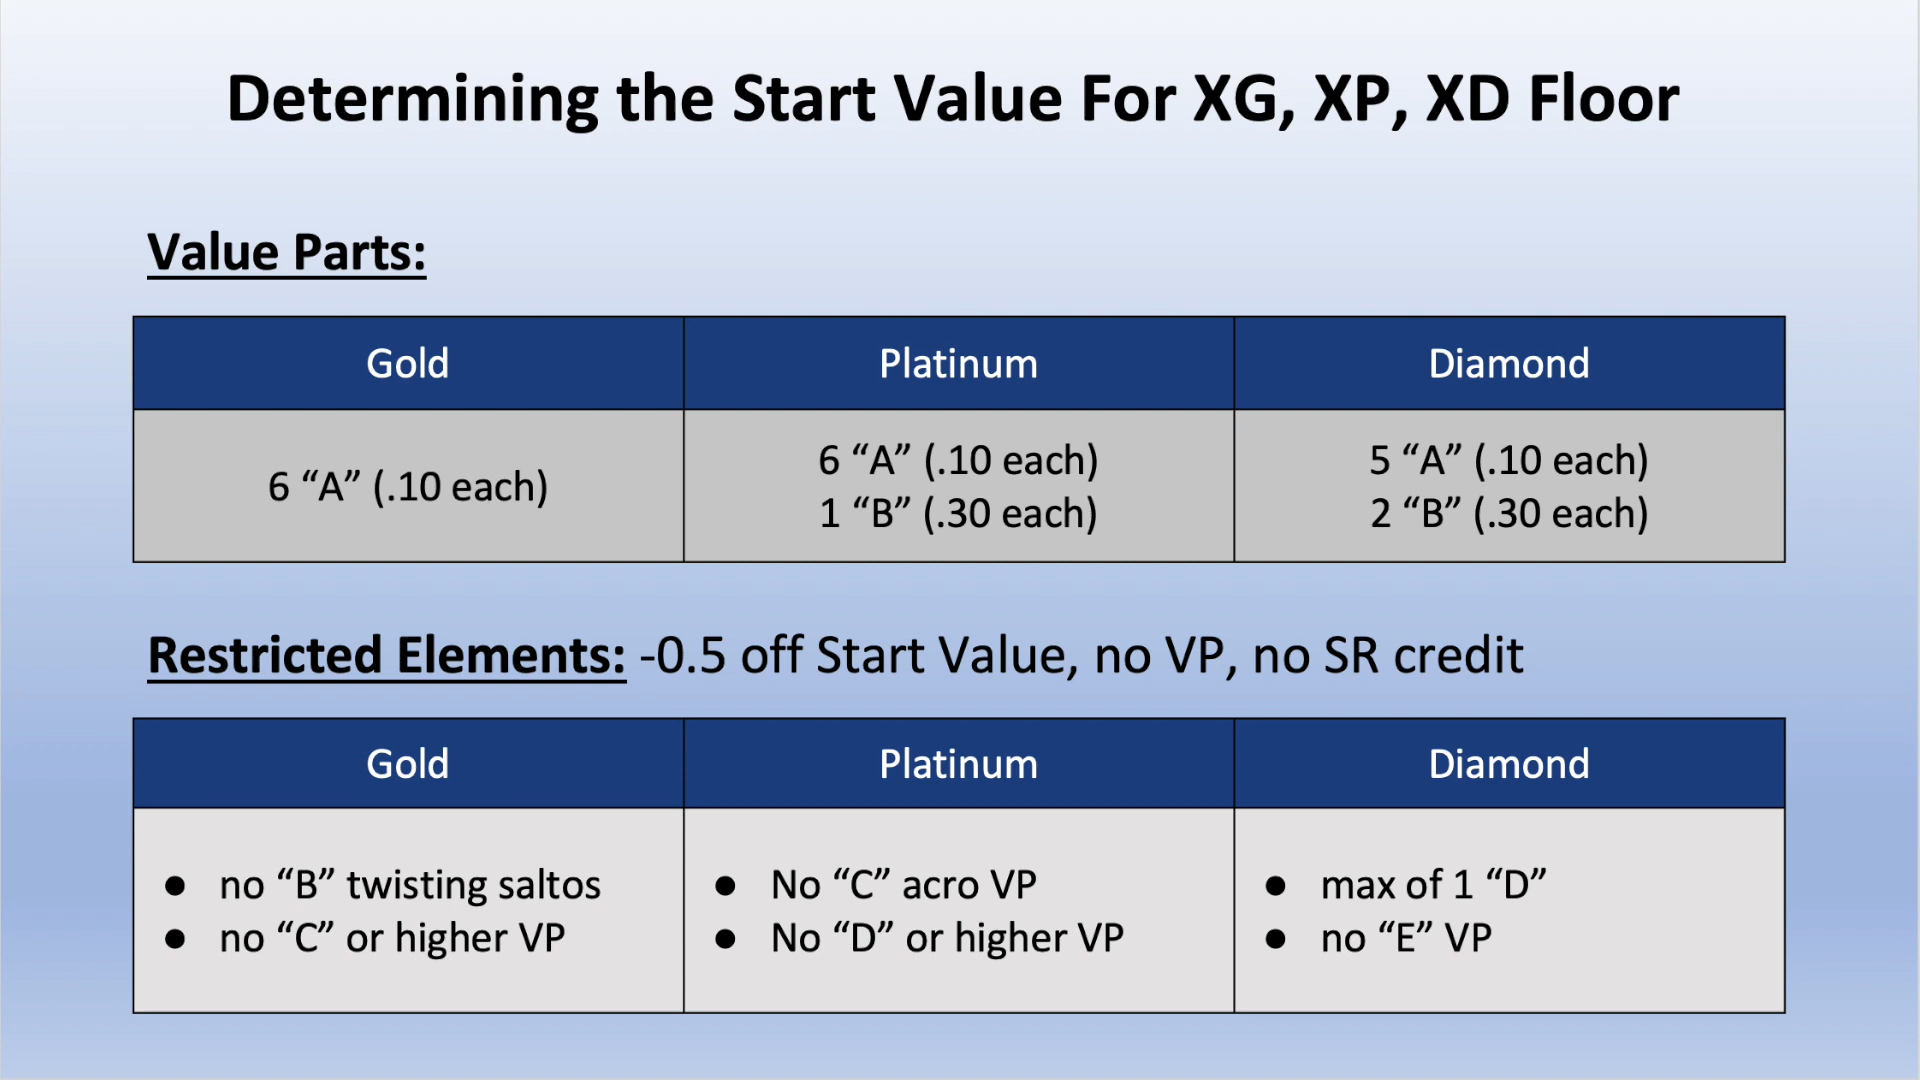 Determining the Start Value For XG, XP, XD Floor
Value Parts:
Gold
Platinum
Diamond
6 “A” (.10 each)
6 “A” (.10 each)
1 “B” (.30 each)
5 “A” (.10 each)
2 “B” (.30 each)
Restricted Elements: -0.5 off Start Value, no VP, no SR credit
Gold
Platinum
Diamond
● no “B” twisting saltos
● no “C” or higher VP
● No “C” acro VP
● No “D” or higher VP
● max of 1 “D”
● no “E” VP